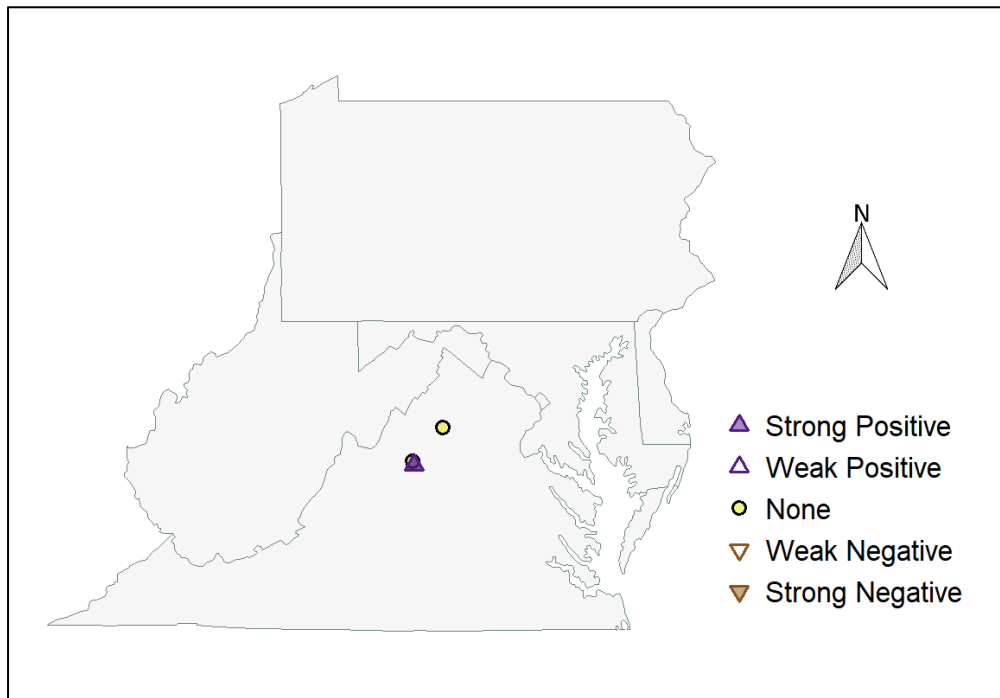 N
Strong Positive
Weak Positive
None
Weak Negative
Strong Negative